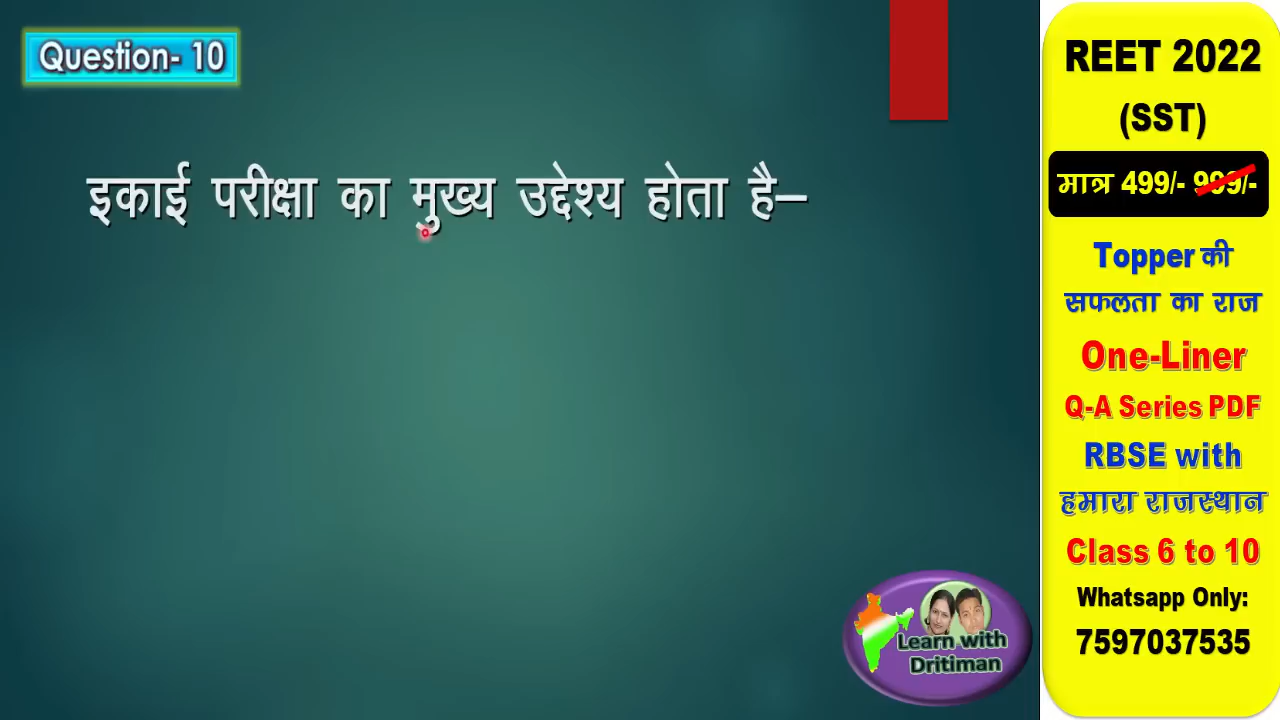 Question- 10
इकाई परीक्षा का मुख्य उद्देश्य होता है–
REET 2022
(SST)
मात्र 499/- 999/-
Topper की
सफलता का राज
One-Liner
Q-A Series PDF
RBSE with
हमारा राजस्थान
Class 6 to 10
Whatsapp Only:
7597037535
Learn with
Dritiman